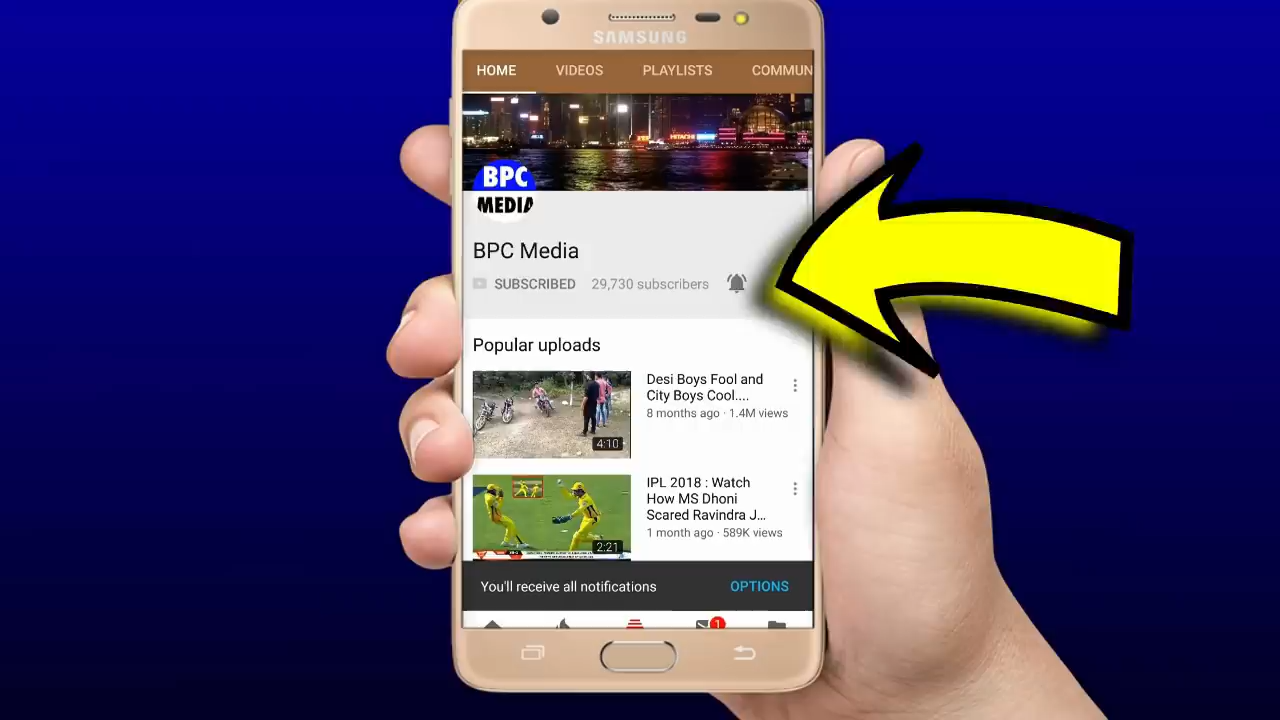 SAMSUNG
HOME VIDEOS PLAYLISTS COMMUN
HITACHI
BPC
MEDIA
BPC Media
SUBSCRIBED 29,730 subscribers
Popular uploads
Desi Boys Fool and
City Boys Cool....
8 months ago · 1.4M views
4:10
IPL 2018 : Watch
How MS Dhoni
Scared Ravindra J...
1 month ago · 589K views
2:21
You'll receive all notifications OPTIONS
1